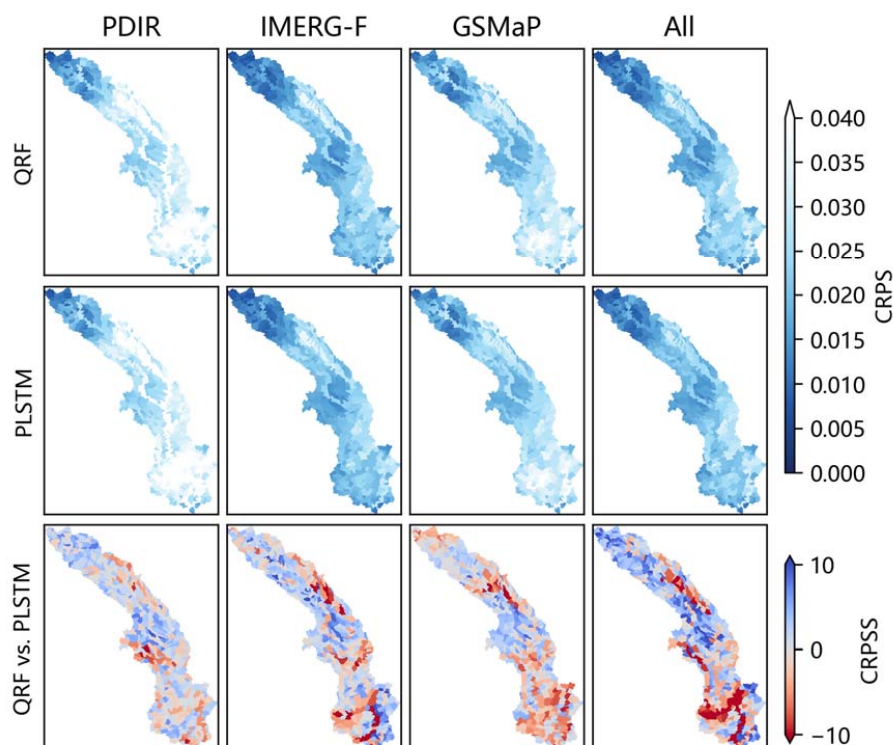 PDIR IMERG-F GSMaP All
QRF
0.040
0.035
0.030
0.025
0.020
0.015
0.010
0.005
0.000
CRPS
PLSTM
QRF vs. PLSTM
10
0
−10
CRPSS